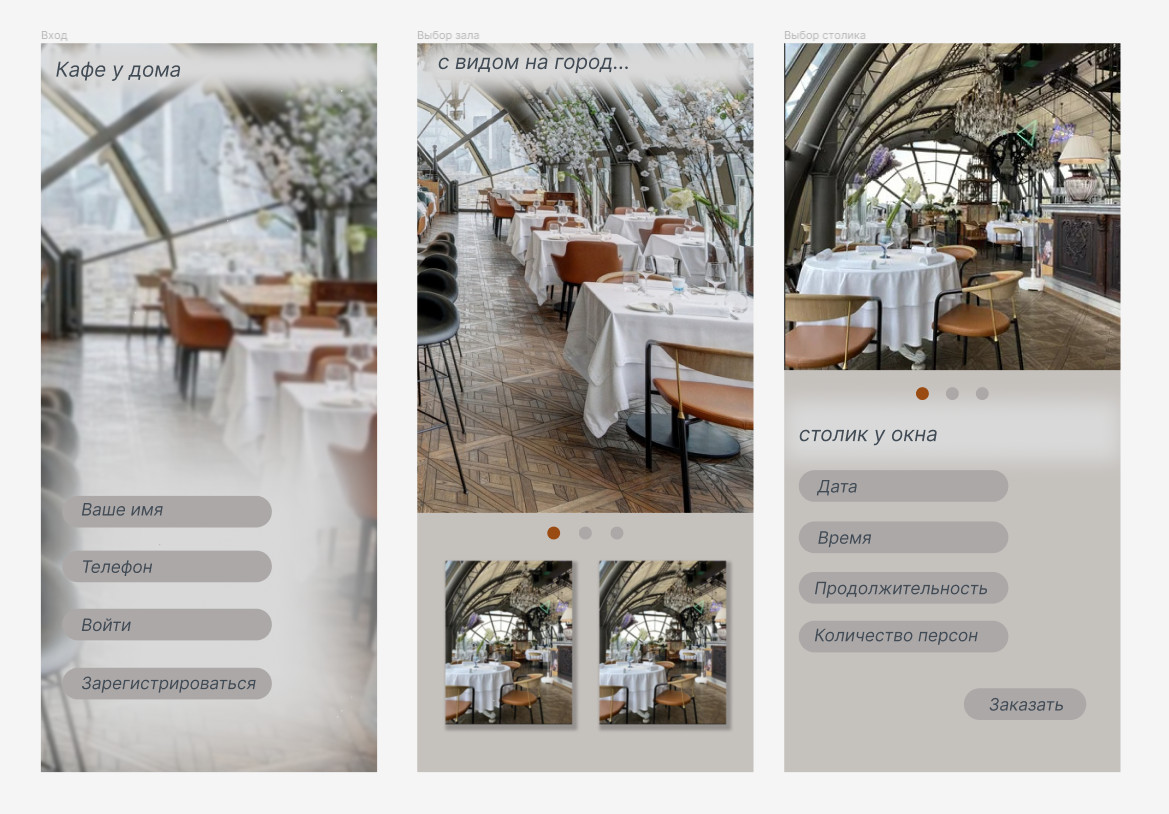 Вход
Кафе у дома
Ваше имя
Телефон
Войти
Зарегистрироваться
Выбор зала
с видом на город...
Выбор столика
столик у окна
Дата
Время
Продолжительность
Количество персон
Заказать